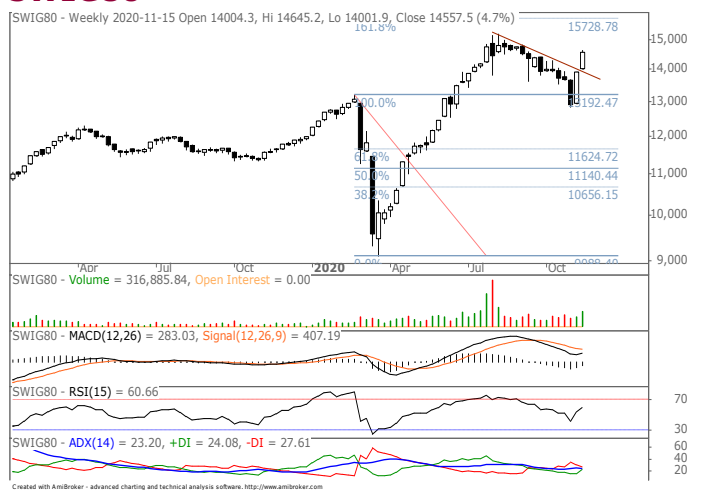 SWIG80 - Weekly 2020-11-15 Open 14004.3, Hi 14645.2, Lo 14001.9, Close 14557.5 (4.7%)
161.8% 15728.78
15,000
14,000
100.0% 13192.47
13,000
12,000
61.8% 11624.72
50.0% 11140.44
11,000
38.2% 10656.15
10,000
0.0%
9,000
Apr Jul Oct 2020 Apr Jul Oct
SWIG80 - Volume = 316,885.84, Open Interest = 0.00
SWIG80 - MACD(12,26) = 283.03, Signal(12,26,9) = 407.19
SWIG80 - RSI(15) = 60.66
70
30
SWIG80 - ADX(14) = 23.20, +DI = 24.08, -DI = 27.61
60
40
20
Created with AmiBroker - advanced charting and technical analysis software. http://www.amibroker.com